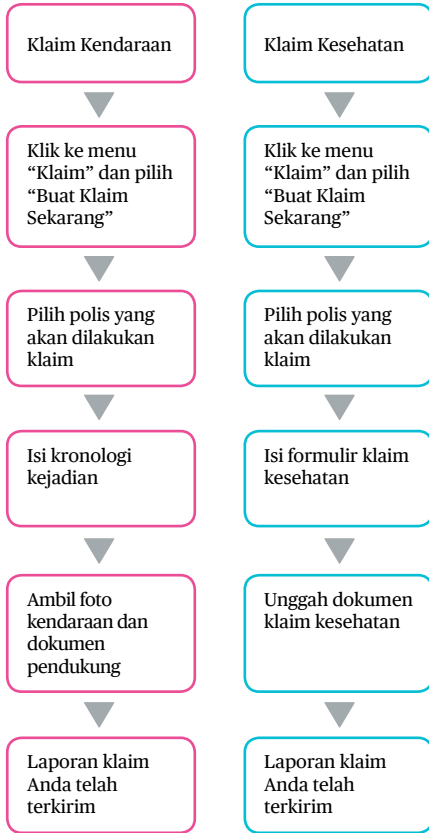 Klaim Kendaraan
Klik ke menu
“Klaim” dan pilih
“Buat Klaim
Sekarang”
Pilih polis yang
akan dilakukan
klaim
Isi kronologi
kejadian
Ambil foto
kendaraan dan
dokumen
pendukung
Laporan klaim
Anda telah
terkirim
Klaim Kesehatan
Klik ke menu
“Klaim” dan pilih
“Buat Klaim
Sekarang”
Pilih polis yang
akan dilakukan
klaim
Isi formulir klaim
kesehatan
Unggah dokumen
klaim kesehatan
Laporan klaim
Anda telah
terkirim